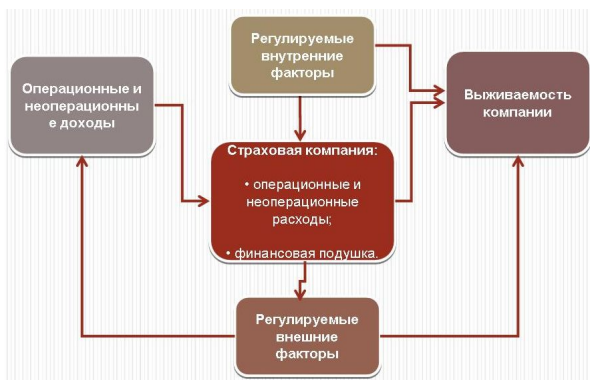 Регулируемые
внутренние
факторы
Операционные и
неоперационны
е доходы
Выживаемость
компании
Страховая компания:
• операционные и
неоперационные
расходы;
• финансовая подушка.
Регулируемые
внешние
факторы